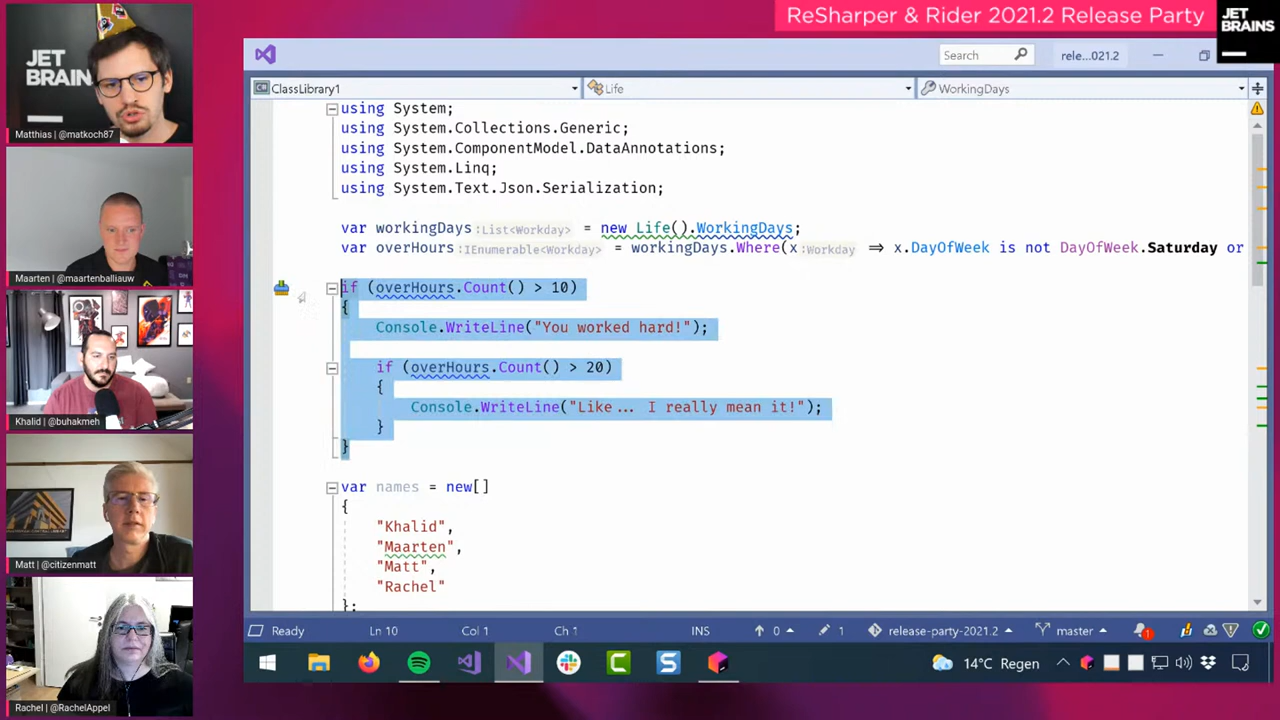 ReSharper & Rider 2021.2 Release Party
JET
BRAINS
JET
BRAIN
Matthias | @matkoch87
Maarten | @maartenballiauw
Khalid | @buhakmeh
Matt | @citizenmatt
Rachel | @RachelAppel
Search
rele...021.2
ClassLibrary1
Life
WorkingDays
using System;
using System.Collections.Generic;
using System.ComponentModel.DataAnnotations;
using System.Linq;
using System.Text.Json.Serialization;
var workingDays :List<Workday> = new Life().WorkingDays;
var overHours :IEnumerable<Workday> = workingDays.Where(x :Workday => x.DayOfWeek is not DayOfWeek.Saturday or
if (overHours.Count() > 10)
{
Console.WriteLine("You worked hard!");
if (overHours.Count() > 20)
{
Console.WriteLine("Like... I really mean it!");
}
}
var names = new[]
{
"Khalid",
"Maarten",
"Matt",
"Rachel"
};
Ready
Ln 10
Col 1
Ch 1
INS
0
1
release-party-2021.2
master
1
14°C Regen